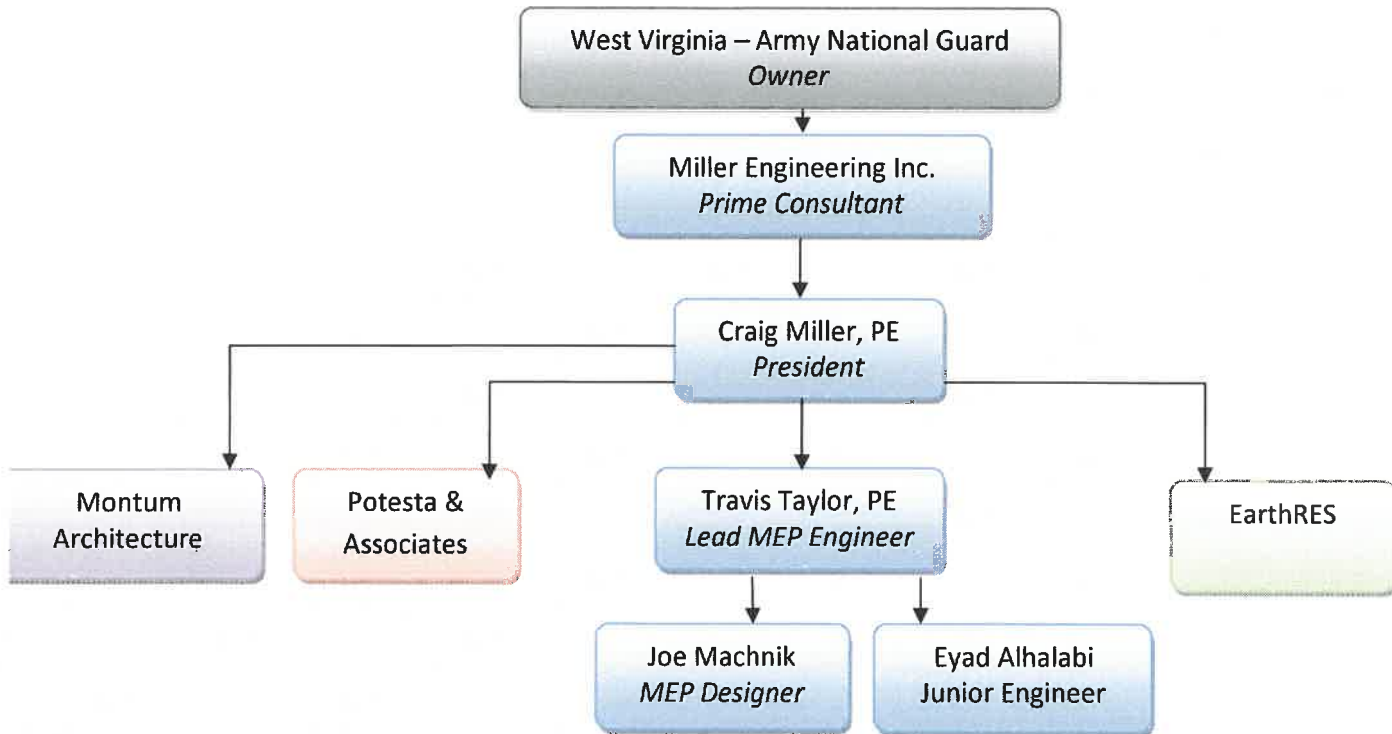 West Virginia – Army National Guard
Owner
Miller Engineering Inc.
Prime Consultant
Craig Miller, PE
President
Montum
Architecture
Potesta &
Associates
Travis Taylor, PE
Lead MEP Engineer
EarthRES
Joe Machnik
MEP Designer
Eyad Alhalabi
Junior Engineer